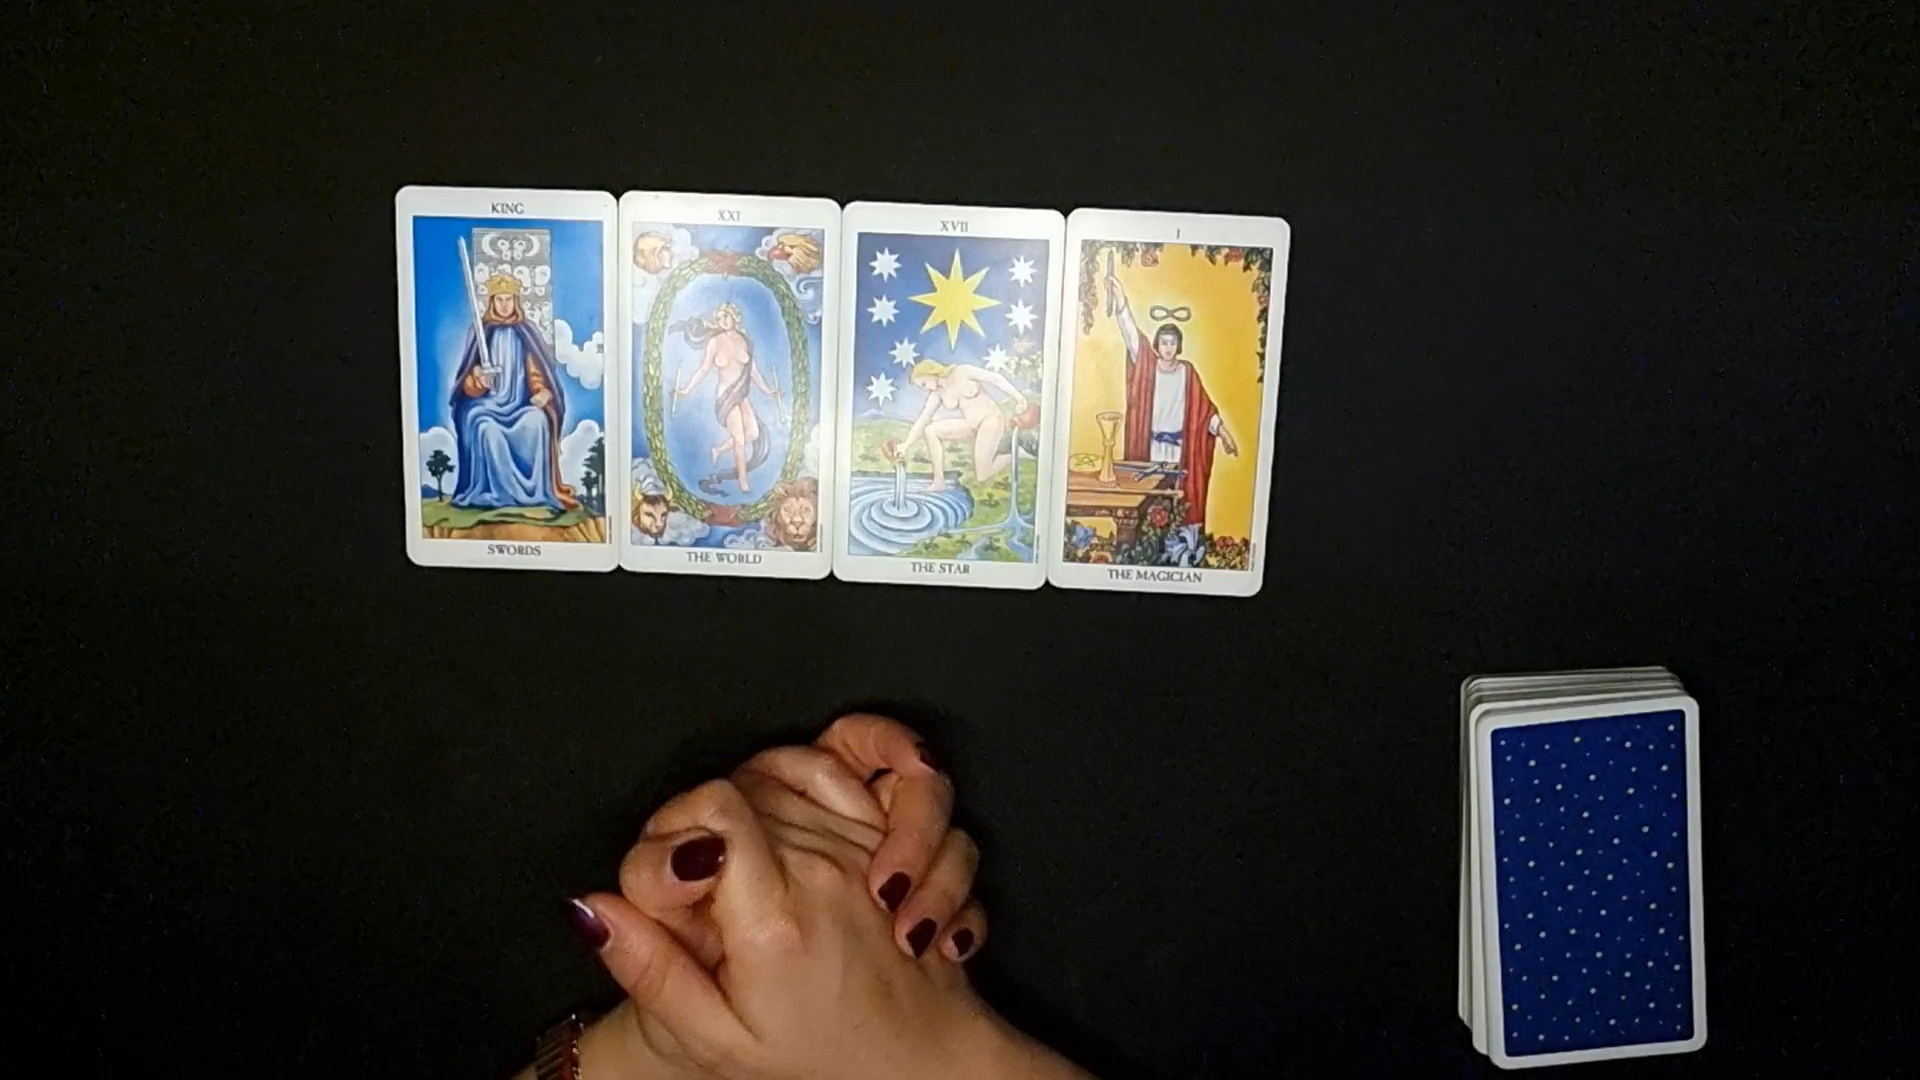 KING
SWORDS
XXI
THE WORLD
XVII
THE STAR
I
THE MAGICIAN